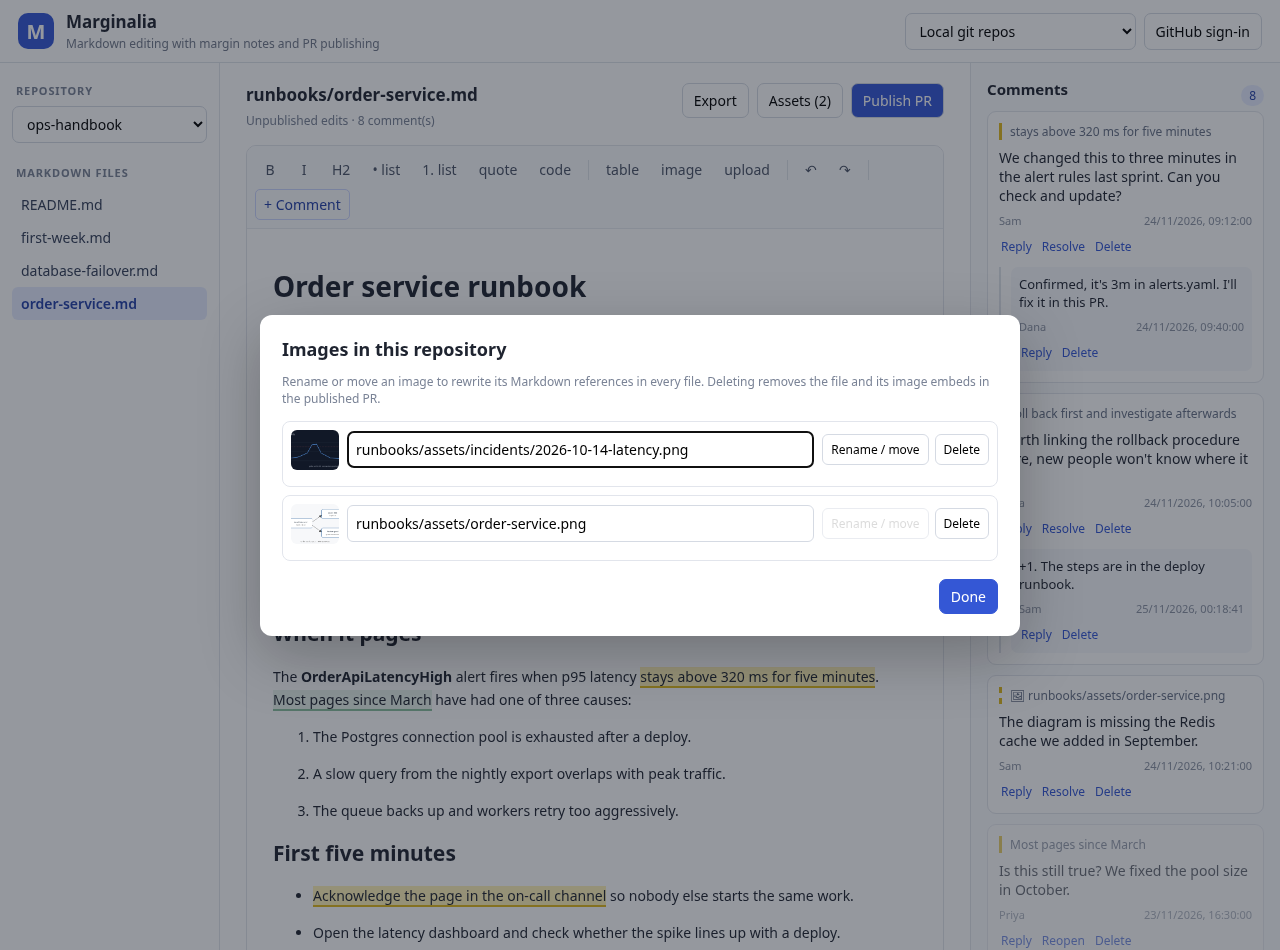 M
Marginalia
Markdown editing with margin notes and PR publishing
Local git repos
GitHub sign-in
REPOSITORY
ops-handbook
MARKDOWN FILES
README.md
first-week.md
database-failover.md
order-service.md
runbooks/order-service.md
Unpublished edits · 8 comment(s)
Export
Assets (2)
Publish PR
B I H2 • list 1. list quote code table image upload ↶ ↷
+ Comment
Order service runbook
Images in this repository
Rename or move an image to rewrite its Markdown references in every file. Deleting removes the file and its image embeds in
the published PR.
runbooks/assets/incidents/2026-10-14-latency.png
Rename / move
Delete
runbooks/assets/order-service.png
Rename / move
Delete
Done
When it pages
The OrderApiLatencyHigh alert fires when p95 latency stays above 320 ms for five minutes.
Most pages since March have had one of three causes:
1. The Postgres connection pool is exhausted after a deploy.
2. A slow query from the nightly export overlaps with peak traffic.
3. The queue backs up and workers retry too aggressively.
First five minutes
• Acknowledge the page in the on-call channel so nobody else starts the same work.
• Open the latency dashboard and check whether the spike lines up with a deploy.
Comments
8
stays above 320 ms for five minutes
We changed this to three minutes in
the alert rules last sprint. Can you
check and update?
Sam 24/11/2026, 09:12:00
Reply Resolve Delete
Confirmed, it's 3m in alerts.yaml. I'll
fix it in this PR.
Dana 24/11/2026, 09:40:00
Reply Delete
back first and investigate afterwards
linking the rollback procedure
new people won't know where it
24/11/2026, 10:05:00
Resolve Delete
+1. The steps are in the deploy
runbook.
Sam 25/11/2026, 00:18:41
Reply Delete
runbooks/assets/order-service.png
The diagram is missing the Redis
cache we added in September.
Sam 24/11/2026, 10:21:00
Reply Resolve Delete
Most pages since March
Is this still true? We fixed the pool size
in October.
Priya 23/11/2026, 16:30:00
Reply Reopen Delete